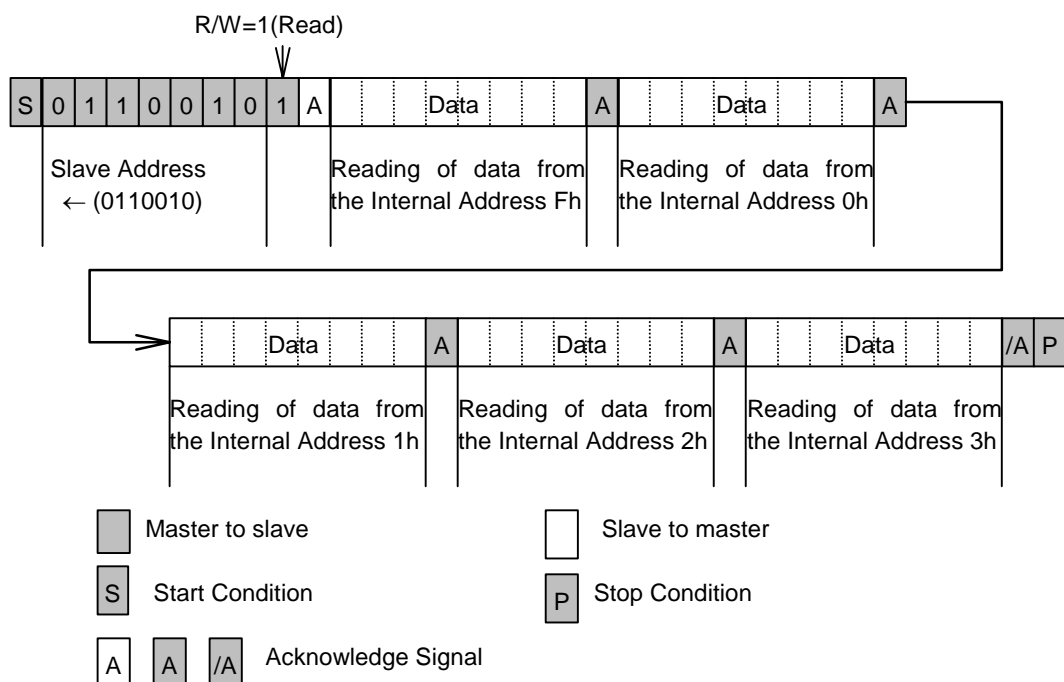 R/W=1(Read)
S 0 1 1 0 0 1 0 1 A Data A Data A
Slave Address
← (0110010)
Reading of data from
the Internal Address Fh
Reading of data from
the Internal Address 0h
Data A Data A Data /A P
Reading of data from
the Internal Address 1h
Reading of data from
the Internal Address 2h
Reading of data from
the Internal Address 3h
Master to slave
Slave to master
S Start Condition
P Stop Condition
A A /A Acknowledge Signal